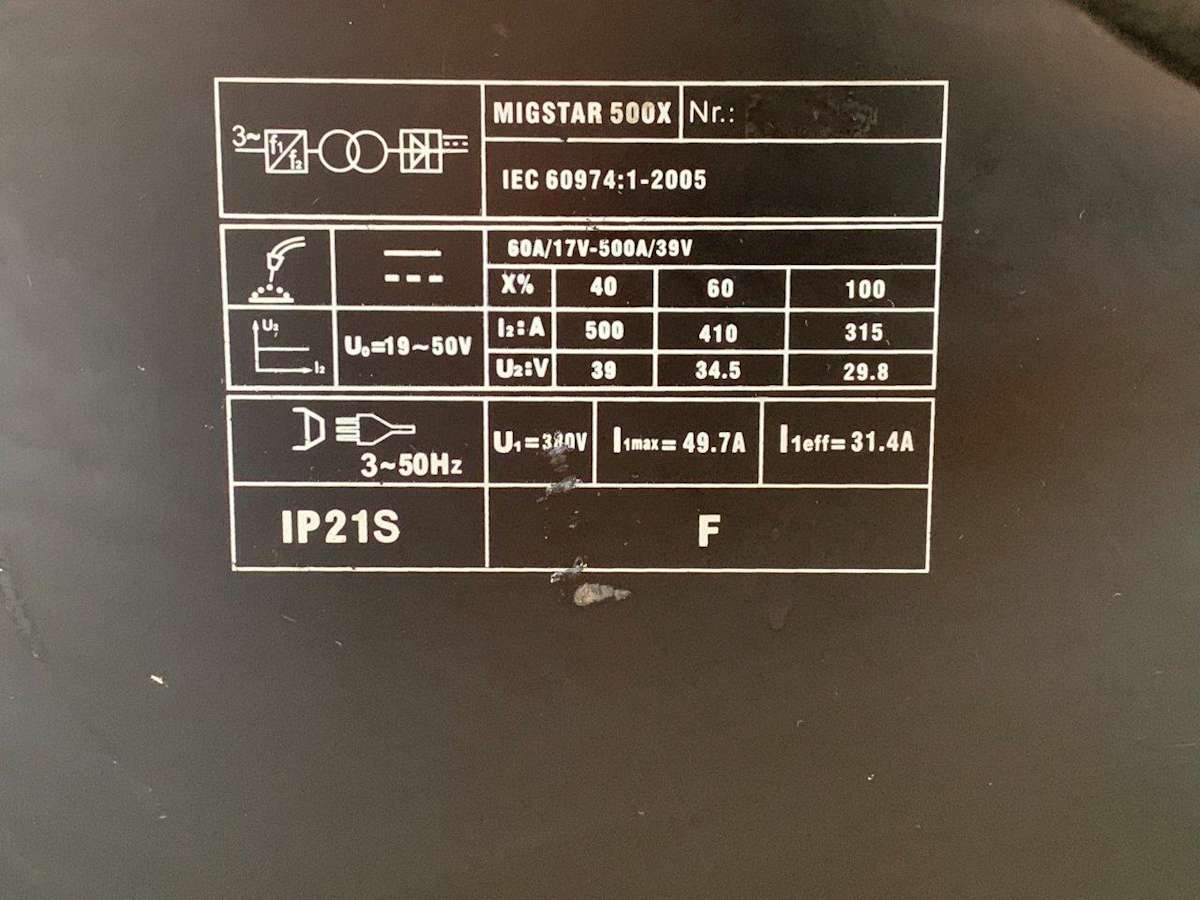 3~
f₁
f₂
MIGSTAR 500X
Nr.:
IEC 60974:1-2005
60A/17V-500A/39V
X% 40 60 100
U₂
I₂
U₀=19~50V
I₂:A 500 410 315
U₂:V 39 34.5 29.8
3~50Hz
U₁=380V
I₁max=49.7A
I₁eff=31.4A
IP21S
F